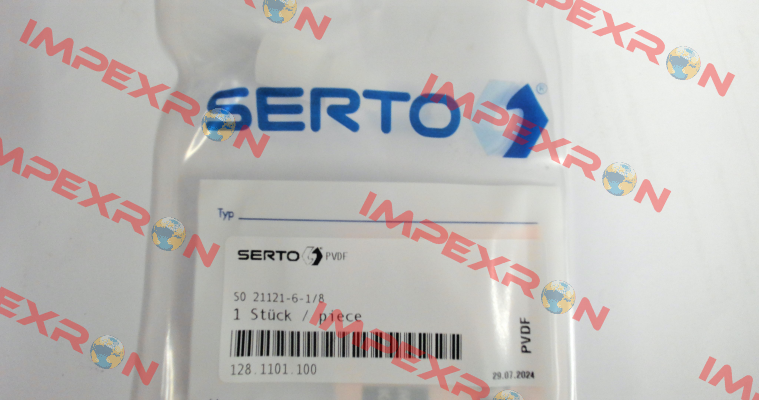 IMPEXRON
SERTO
®
Typ
SERTO PVDF
SO 21121-6-1/8
1 Stück / piece
128.1101.100
PVDF
29.07.2024
IMPEXRON
IMPEXRON
IMPEXRON
IMPEXRON
IMPEXRON
IMPEXRON